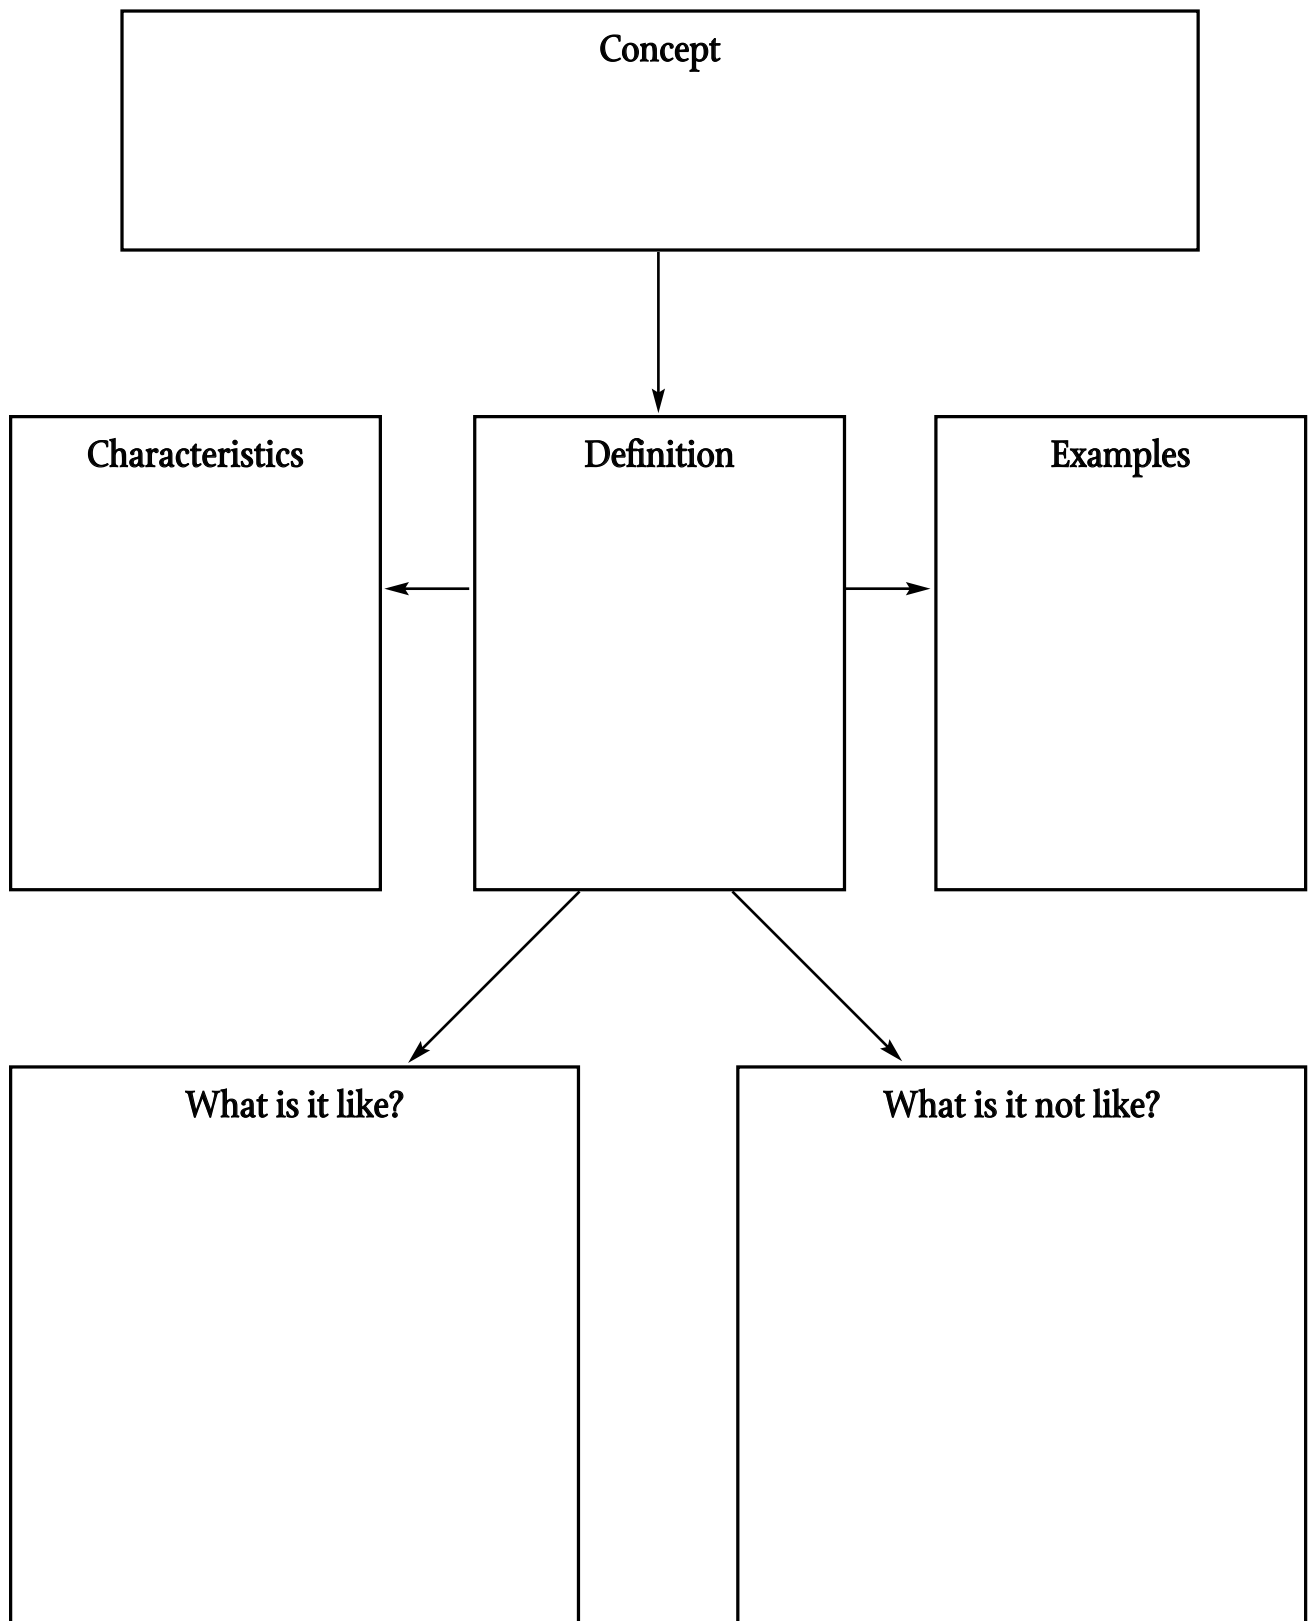 Concept
Characteristics
Definition
Examples
What is it like?
What is it not like?